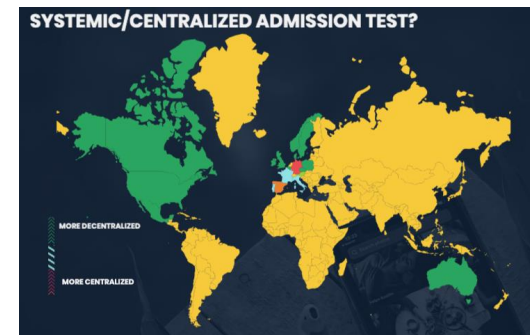 SYSTEMIC/CENTRALIZED ADMISSION TEST?
MORE DECENTRALIZED
MORE CENTRALIZED